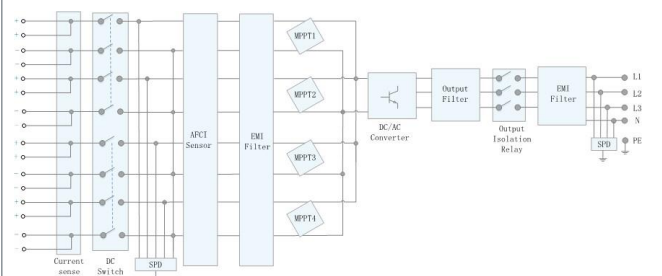 +
+
-
-
+
+
-
-
+
+
-
-
+
+
-
-
Current
sense
DC
Switch
SPD
AFCI
Sensor
EMI
Filter
MPPT1
MPPT2
MPPT3
MPPT4
DC/AC
Converter
Output
Filter
Output
Isolation
Relay
EMI
Filter
SPD
L1
L2
L3
N
PE